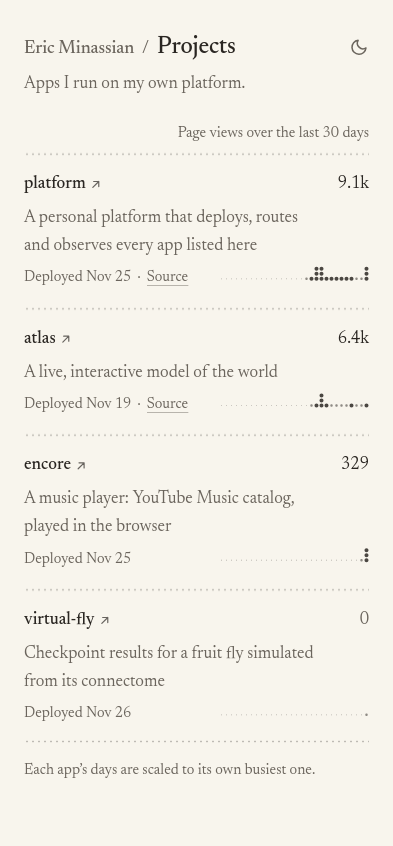 Eric Minassian / Projects
Apps I run on my own platform.
Page views over the last 30 days
platform ↗ 9.1k
A personal platform that deploys, routes
and observes every app listed here
Deployed Nov 25 · Source
atlas ↗ 6.4k
A live, interactive model of the world
Deployed Nov 19 · Source
encore ↗ 329
A music player: YouTube Music catalog,
played in the browser
Deployed Nov 25
virtual-fly ↗ 0
Checkpoint results for a fruit fly simulated
from its connectome
Deployed Nov 26
Each app’s days are scaled to its own busiest one.